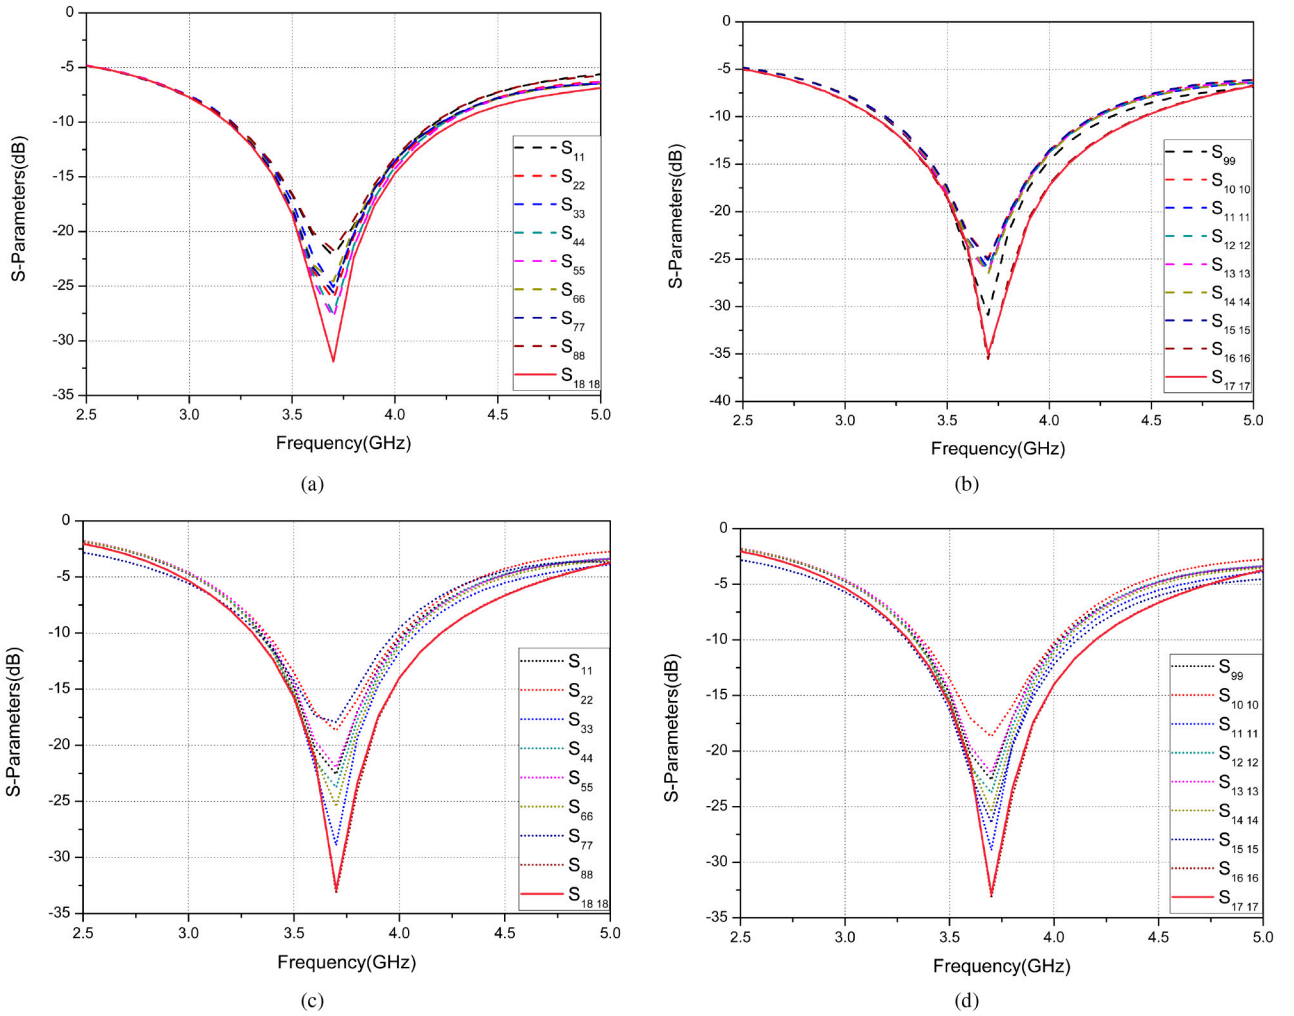 0
-5
-10
-15
-20
-25
-30
-35
S-Parameters(dB)
2.5 3.0 3.5 4.0 4.5 5.0
Frequency(GHz)
S11
S22
S33
S44
S55
S66
S77
S88
S18 18
(a)
0
-5
-10
-15
-20
-25
-30
-35
-40
S-Parameters(dB)
2.5 3.0 3.5 4.0 4.5 5.0
Frequency(GHz)
S99
S10 10
S11 11
S12 12
S13 13
S14 14
S15 15
S16 16
S17 17
(b)
0
-5
-10
-15
-20
-25
-30
-35
S-Parameters(dB)
2.5 3.0 3.5 4.0 4.5 5.0
Frequency(GHz)
S11
S22
S33
S44
S55
S66
S77
S88
S18 18
(c)
0
-5
-10
-15
-20
-25
-30
-35
S-Parameters(dB)
2.5 3.0 3.5 4.0 4.5 5.0
Frequency(GHz)
S99
S10 10
S11 11
S12 12
S13 13
S14 14
S15 15
S16 16
S17 17
(d)